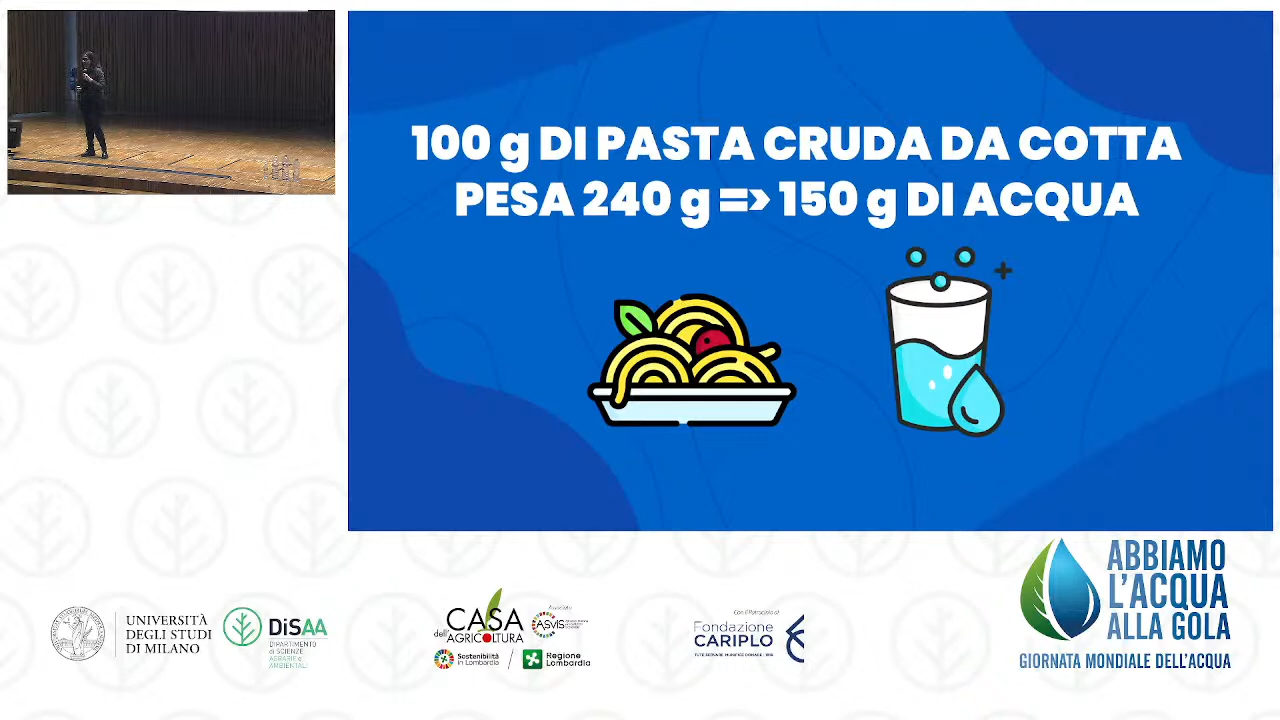 100 g DI PASTA CRUDA DA COTTA
PESA 240 g => 150 g DI ACQUA
UNIVERSITÀ
DEGLI STUDI
DI MILANO
DiSAA
DIPARTIMENTO
di SCIENZE
AGRARIE e
AMBIENTALI
CASA
dell'AGRICOLTURA
Associato
ASviS
Sostenibilità
in Lombardia
Regione
Lombardia
Con il Patrocinio di
Fondazione
CARIPLO
ABBIAMO
L'ACQUA
ALLA GOLA
GIORNATA MONDIALE DELL'ACQUA